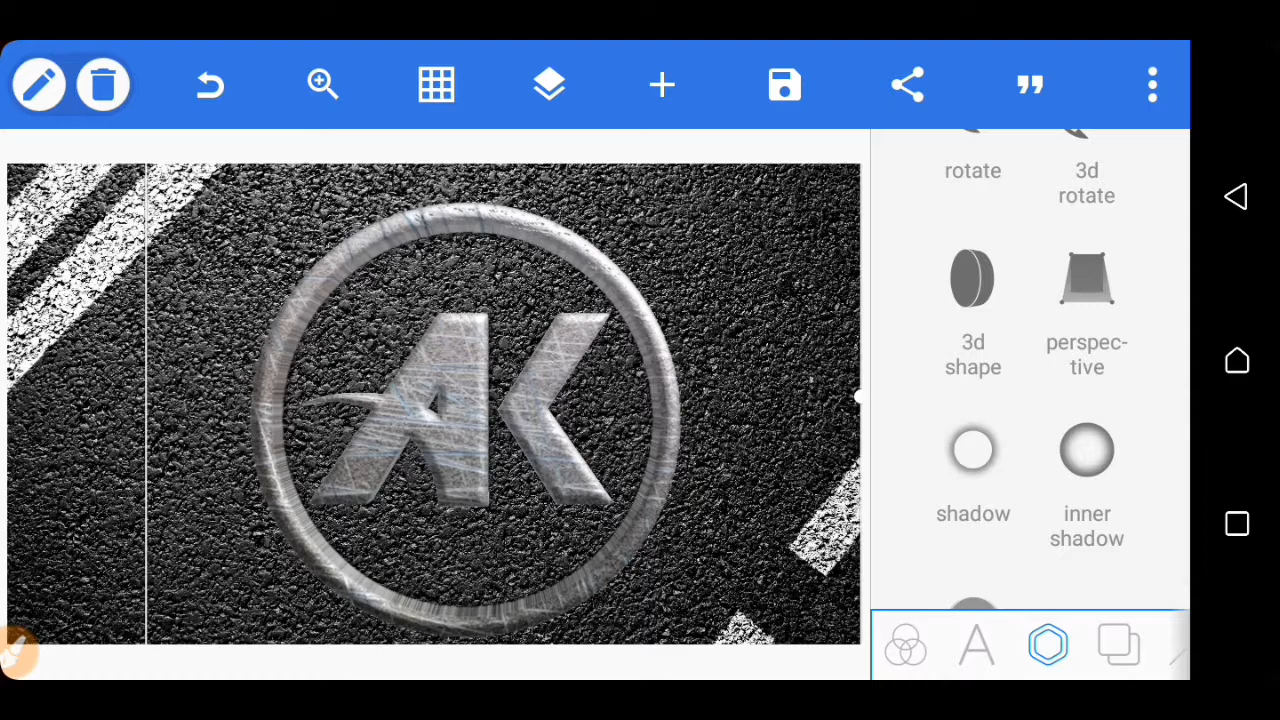 rotate
3d
rotate
AK
3d
shape
perspec-
tive
shadow
inner
shadow